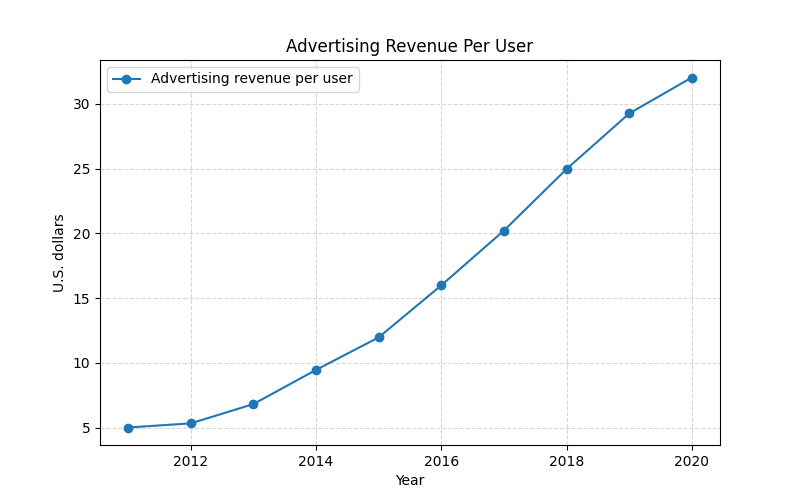 Advertising Revenue Per User
Advertising revenue per user
U.S. dollars
30
25
20
15
10
5
2012 2014 2016 2018 2020
Year